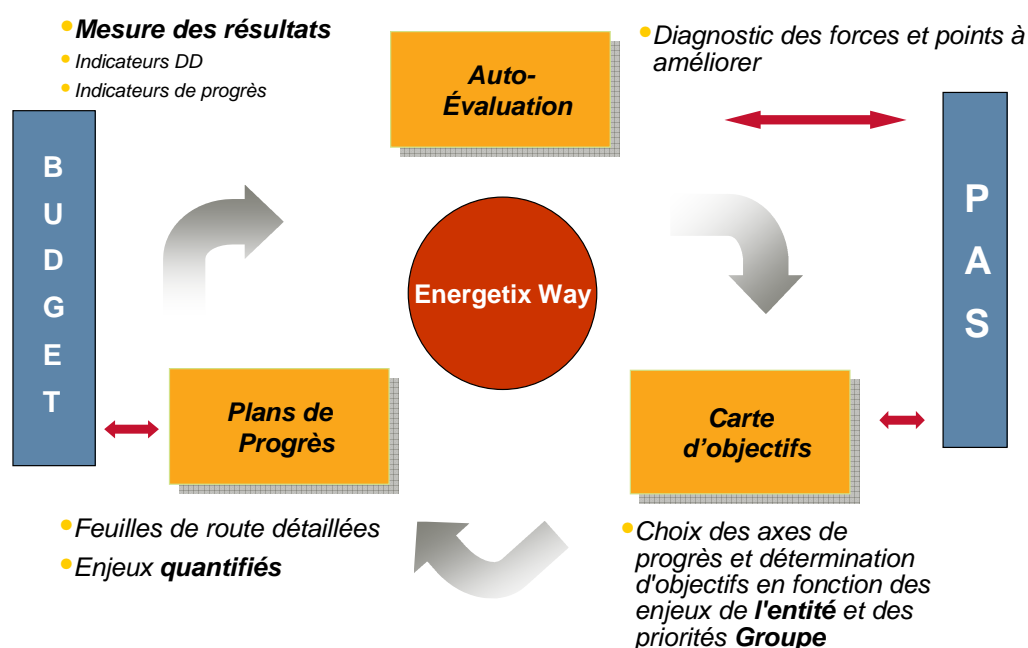 •Mesure des résultats
•Indicateurs DD
•Indicateurs de progrès
Auto-
Évaluation
•Diagnostic des forces et points à
améliorer
B
U
D
G
E
T
P
A
S
Energetix Way
Plans de
Progrès
Carte
d’objectifs
•Feuilles de route détaillées
•Enjeux quantifiés
•Choix des axes de
progrès et détermination
d'objectifs en fonction des
enjeux de l'entité et des
priorités Groupe